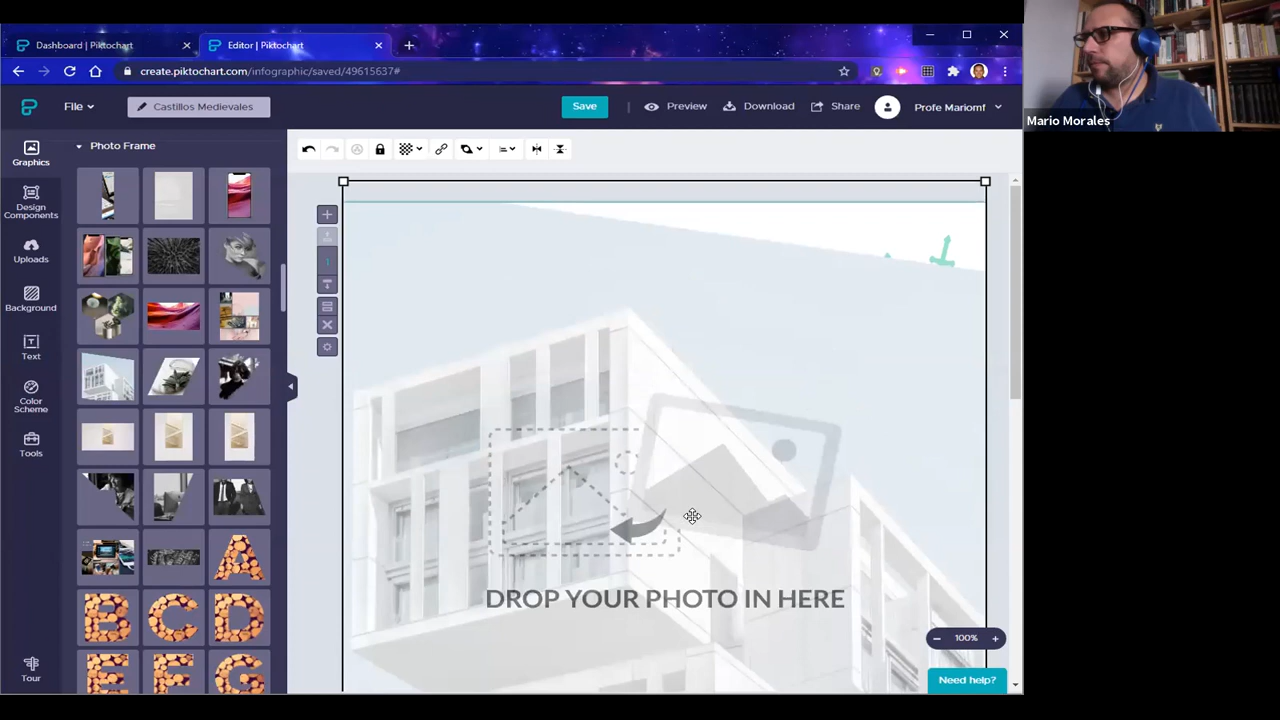 Dashboard | Piktochart
Editor | Piktochart
create.piktochart.com/infographic/saved/49615637#
File
Castillos Medievales
Save
Preview
Download
Share
Profe Mariomf
Mario Morales
Graphics
Photo Frame
Design
Components
Uploads
Background
Text
Color
Scheme
Tools
Tour
1
A
B C D
E F G
DROP YOUR PHOTO IN HERE
100%
Need help?